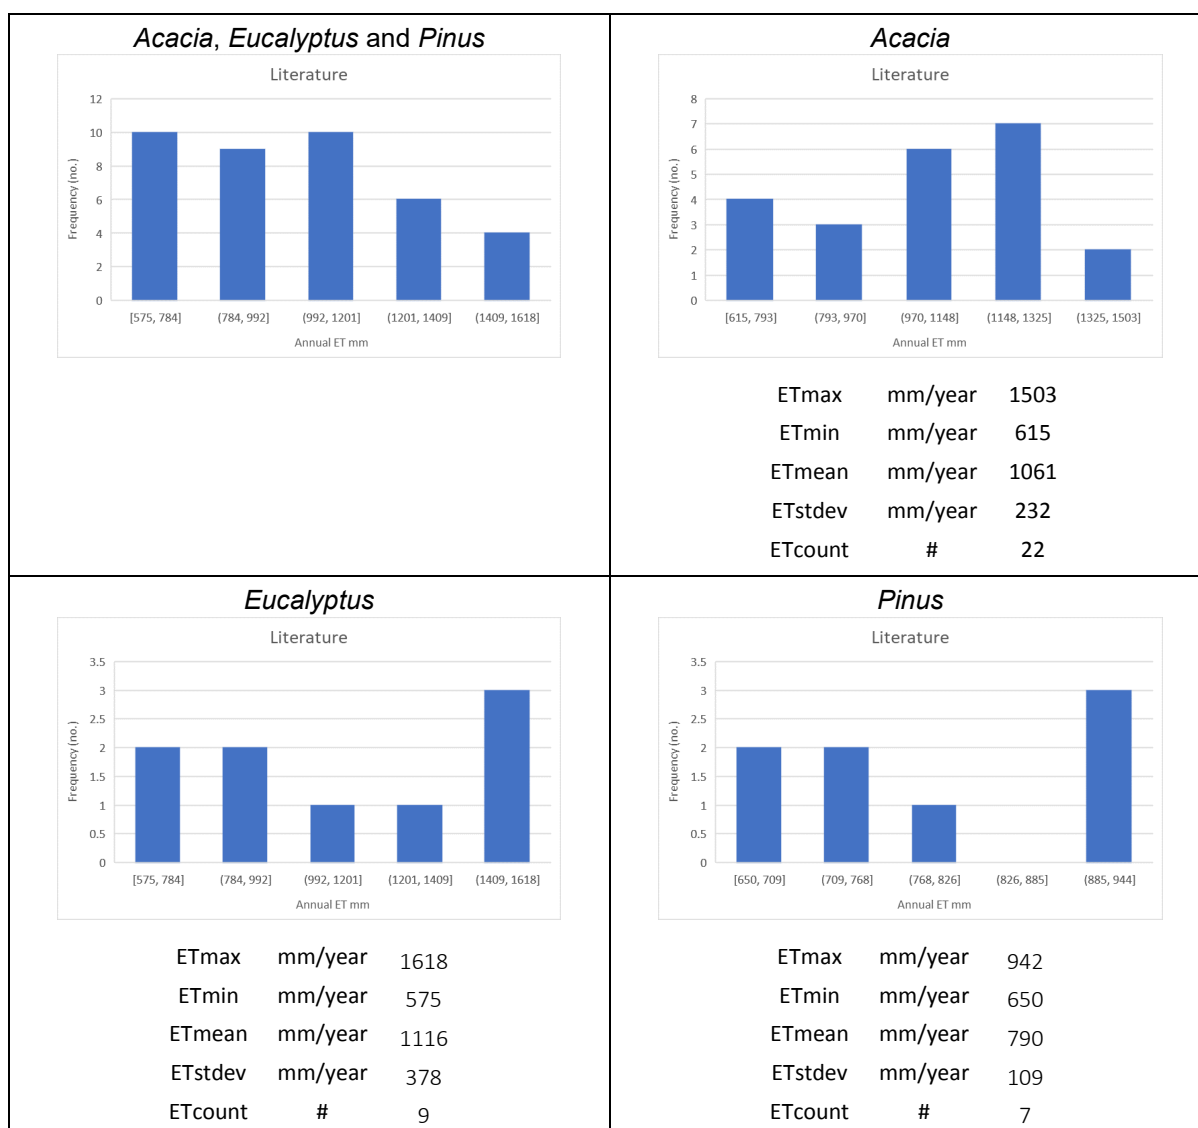 Acacia, Eucalyptus and Pinus
Literature
12
10
8
6
4
2
0
Frequency (no.)
[575, 784] (784, 992] (992, 1201] (1201, 1409] (1409, 1618]
Annual ET mm
Acacia
Literature
8
7
6
5
4
3
2
1
0
Frequency (no.)
[615, 793] (793, 970] (970, 1148] (1148, 1325] (1325, 1503]
Annual ET mm
ETmax mm/year 1503
ETmin mm/year 615
ETmean mm/year 1061
ETstdev mm/year 232
ETcount # 22
Eucalyptus
Literature
3.5
3
2.5
2
1.5
1
0.5
0
Frequency (no.)
[575, 784] (784, 992] (992, 1201] (1201, 1409] (1409, 1618]
Annual ET mm
ETmax mm/year 1618
ETmin mm/year 575
ETmean mm/year 1116
ETstdev mm/year 378
ETcount # 9
Pinus
Literature
3.5
3
2.5
2
1.5
1
0.5
0
Frequency (no.)
[650, 709] (709, 768] (768, 826] (826, 885] (885, 944]
Annual ET mm
ETmax mm/year 942
ETmin mm/year 650
ETmean mm/year 790
ETstdev mm/year 109
ETcount # 7